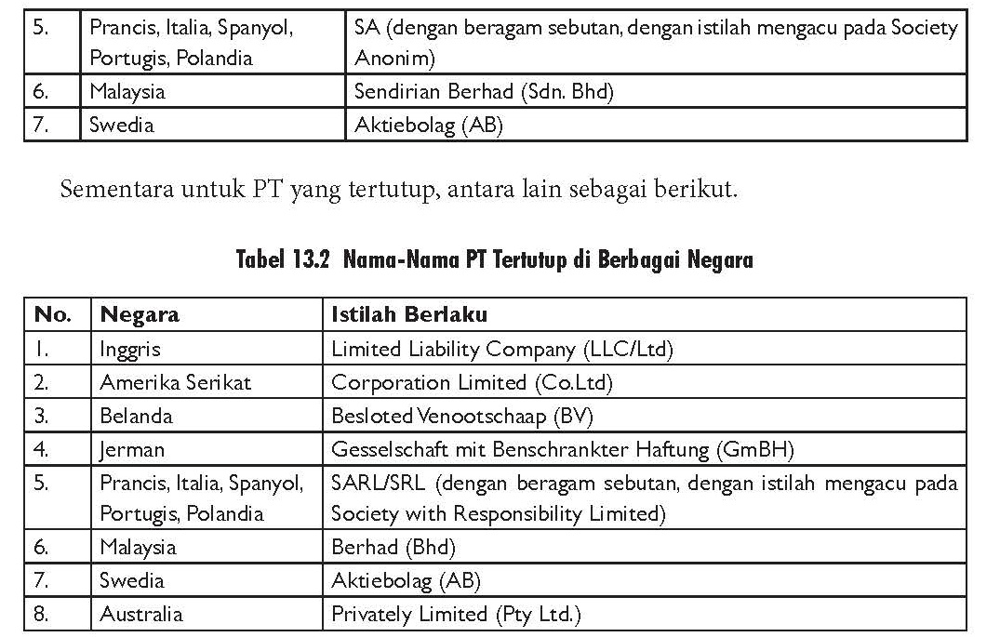 5. Prancis, Italia, Spanyol, SA (dengan beragam sebutan, dengan istilah mengacu pada Society
Portugis, Polandia Anonim)
6. Malaysia Sendirian Berhad (Sdn. Bhd)
7. Swedia Aktiebolag (AB)
Sementara untuk PT yang tertutup, antara lain sebagai berikut.
Tabel 13.2 Nama-Nama PT Tertutup di Berbagai Negara
No. Negara Istilah Berlaku
1. Inggris Limited Liability Company (LLC/Ltd)
2. Amerika Serikat Corporation Limited (Co.Ltd)
3. Belanda Besloted Venootschaap (BV)
4. Jerman Gesselschaft mit Benschrankter Haftung (GmBH)
5. Prancis, Italia, Spanyol, SARL/SRL (dengan beragam sebutan, dengan istilah mengacu pada
Portugis, Polandia Society with Responsibility Limited)
6. Malaysia Berhad (Bhd)
7. Swedia Aktiebolag (AB)
8. Australia Privately Limited (Pty Ltd.)